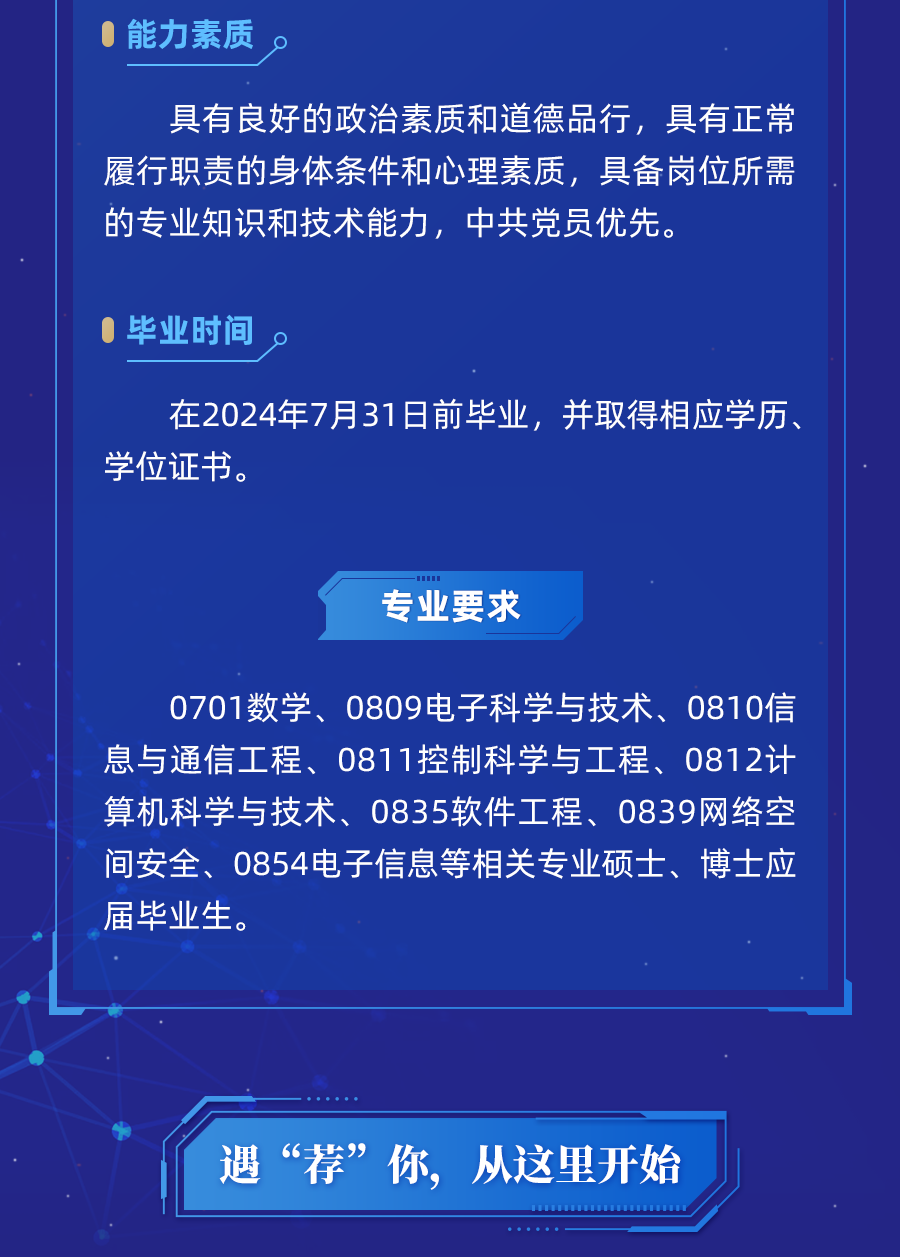 能力素质
具有良好的政治素质和道德品行，具有正常
履行职责的身体条件和心理素质，具备岗位所需
的专业知识和技术能力，中共党员优先。
毕业时间
在2024年7月31日前毕业，并取得相应学历、
学位证书。
专业要求
0701数学、0809电子科学与技术、0810信
息与通信工程、0811控制科学与工程、0812计
算机科学与技术、0835软件工程、0839网络空
间安全、0854电子信息等相关专业硕士、博士应
届毕业生。
遇“荐”你，从这里开始